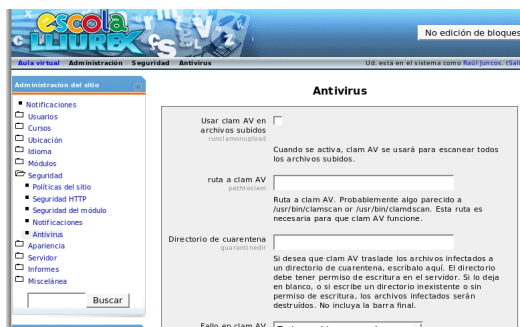 escola
LLIUREX
No edición de bloques
Aula virtual Administración Seguridad Antivirus
Ud. está en el sistema como Raúl Juncos. (Sali
Administración del sitio
Antivirus
Notificaciones
Usuarios
Cursos
Ubicación
Idioma
Módulos
Seguridad
Políticas del sitio
Seguridad HTTP
Seguridad del módulo
Notificaciones
Antivirus
Apariencia
Servidor
Informes
Miscelánea
Buscar
Usar clam AV en
archivos subidos
runclamonupload
Cuando se activa, clam AV se usará para escanear todos
los archivos subidos.
ruta a clam AV
pathtoclam
Ruta a clam AV. Probablemente algo parecido a
/usr/bin/clamscan or /usr/bin/clamdscan. Esta ruta es
necesaria para que clam AV funcione.
Directorio de cuarentena
quarantinedir
Si desea que clam AV traslade los archivos infectados a
un directorio de cuarentena, escríbalo aquí. El directorio
debe tener permiso de escritura en el servidor. Si lo deja
en blanco, o si escribe un directorio inexistente o sin
permiso de escritura, los archivos infectados serán
destruidos. No incluya la barra final.
Fallo en clam AV